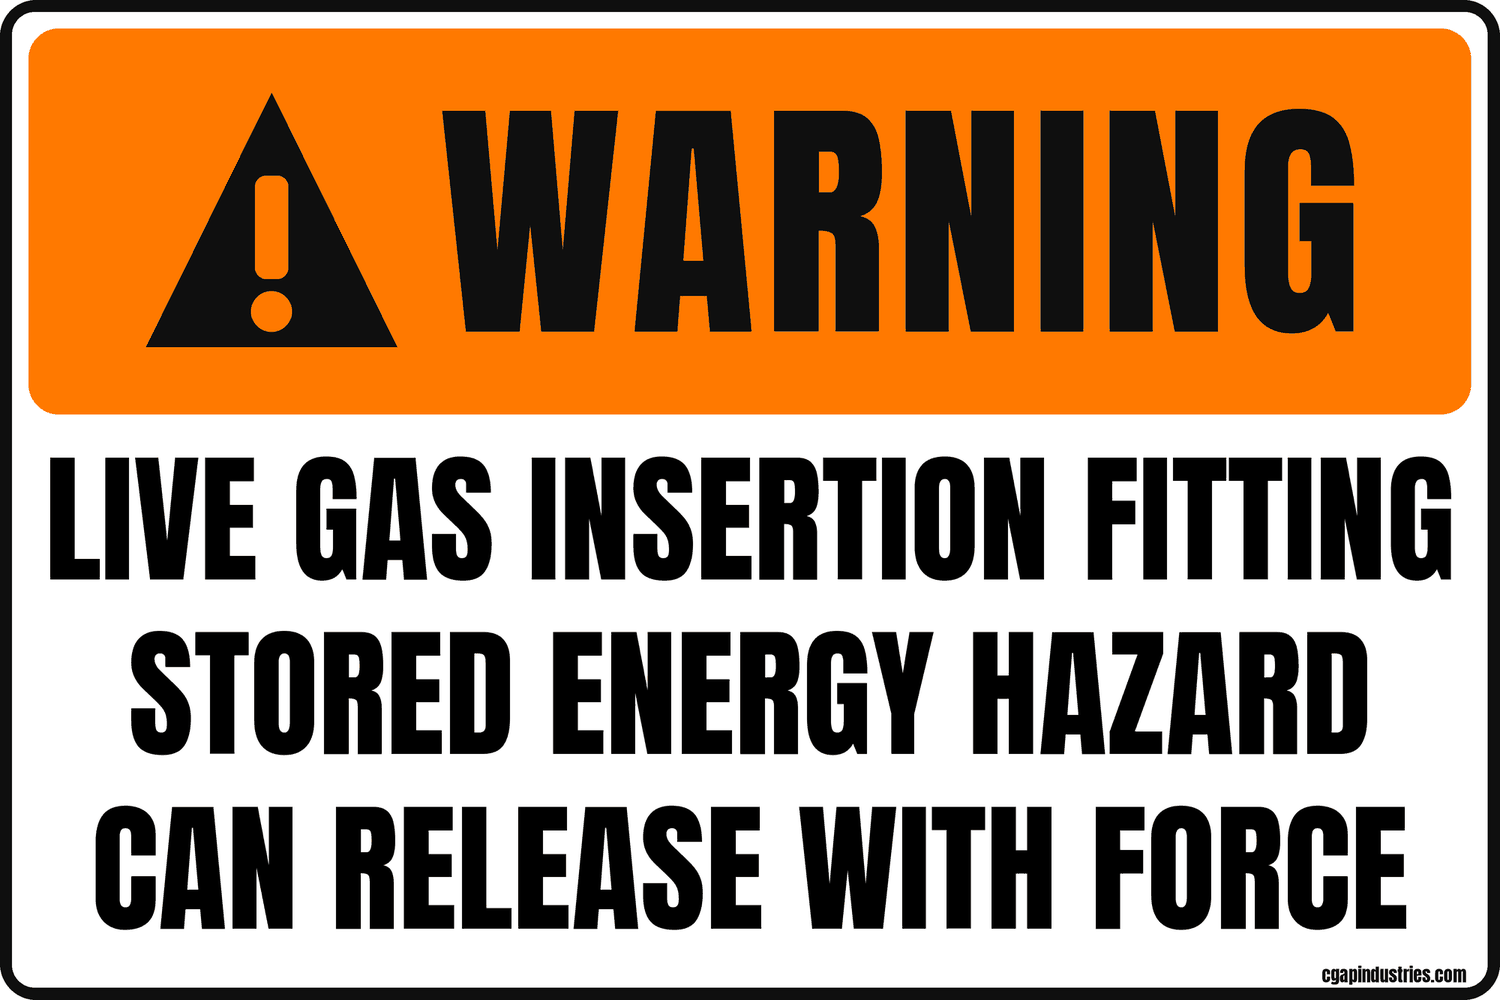 WARNING
LIVE GAS INSERTION FITTING
STORED ENERGY HAZARD
CAN RELEASE WITH FORCE
cgapindustries.com